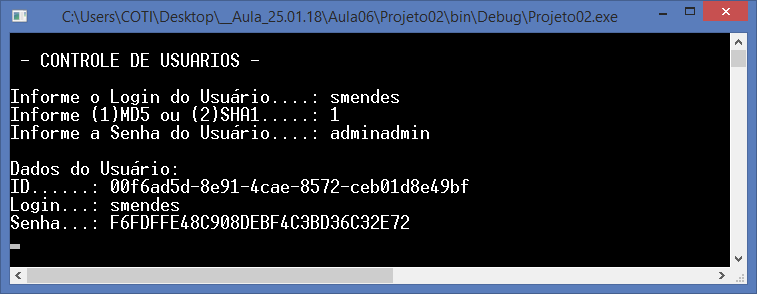 C:\Users\COTI\Desktop\__Aula_25.01.18\Aula06\Projeto02\bin\Debug\Projeto02.exe
- CONTROLE DE USUARIOS -
Informe o Login do Usuário....: smendes
Informe (1)MD5 ou (2)SHA1.....: 1
Informe a Senha do Usuário....: adminadmin
Dados do Usuário:
ID......: 00f6ad5d-8e91-4cae-8572-ceb01d8e49bf
Login...: smendes
Senha...: F6FDFFE48C908DEBF4C3BD36C32E72